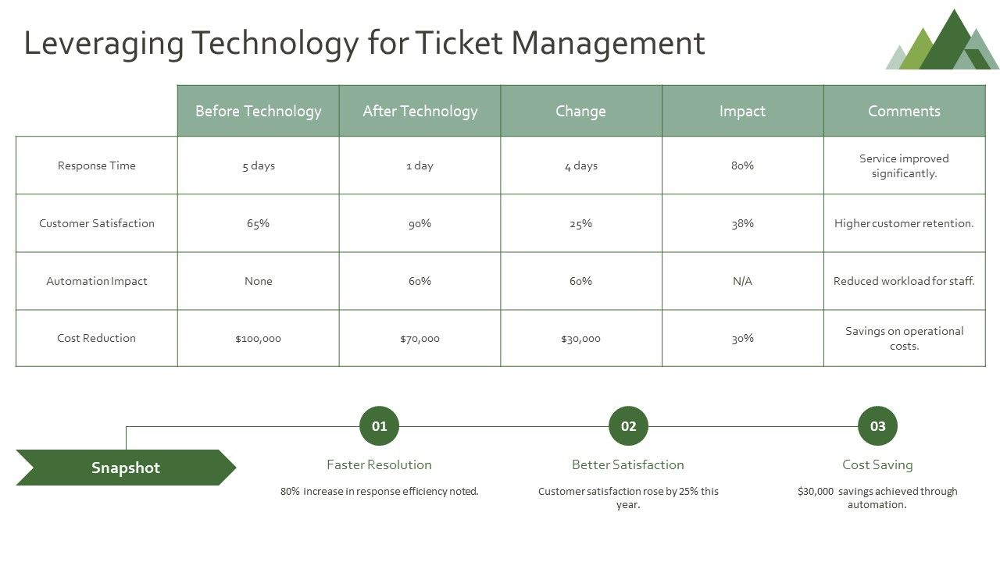 Leveraging Technology for Ticket Management
Before Technology After Technology Change Impact Comments
Response Time 5 days 1 day 4 days 80% Service improved
significantly.
Customer Satisfaction 65% 90% 25% 38% Higher customer retention.
Automation Impact None 60% 60% N/A Reduced workload for staff.
Cost Reduction $100,000 $70,000 $30,000 30% Savings on operational
costs.
Snapshot
01
Faster Resolution
80% increase in response efficiency noted.
02
Better Satisfaction
Customer satisfaction rose by 25% this
year.
03
Cost Saving
$30,000 savings achieved through
automation.